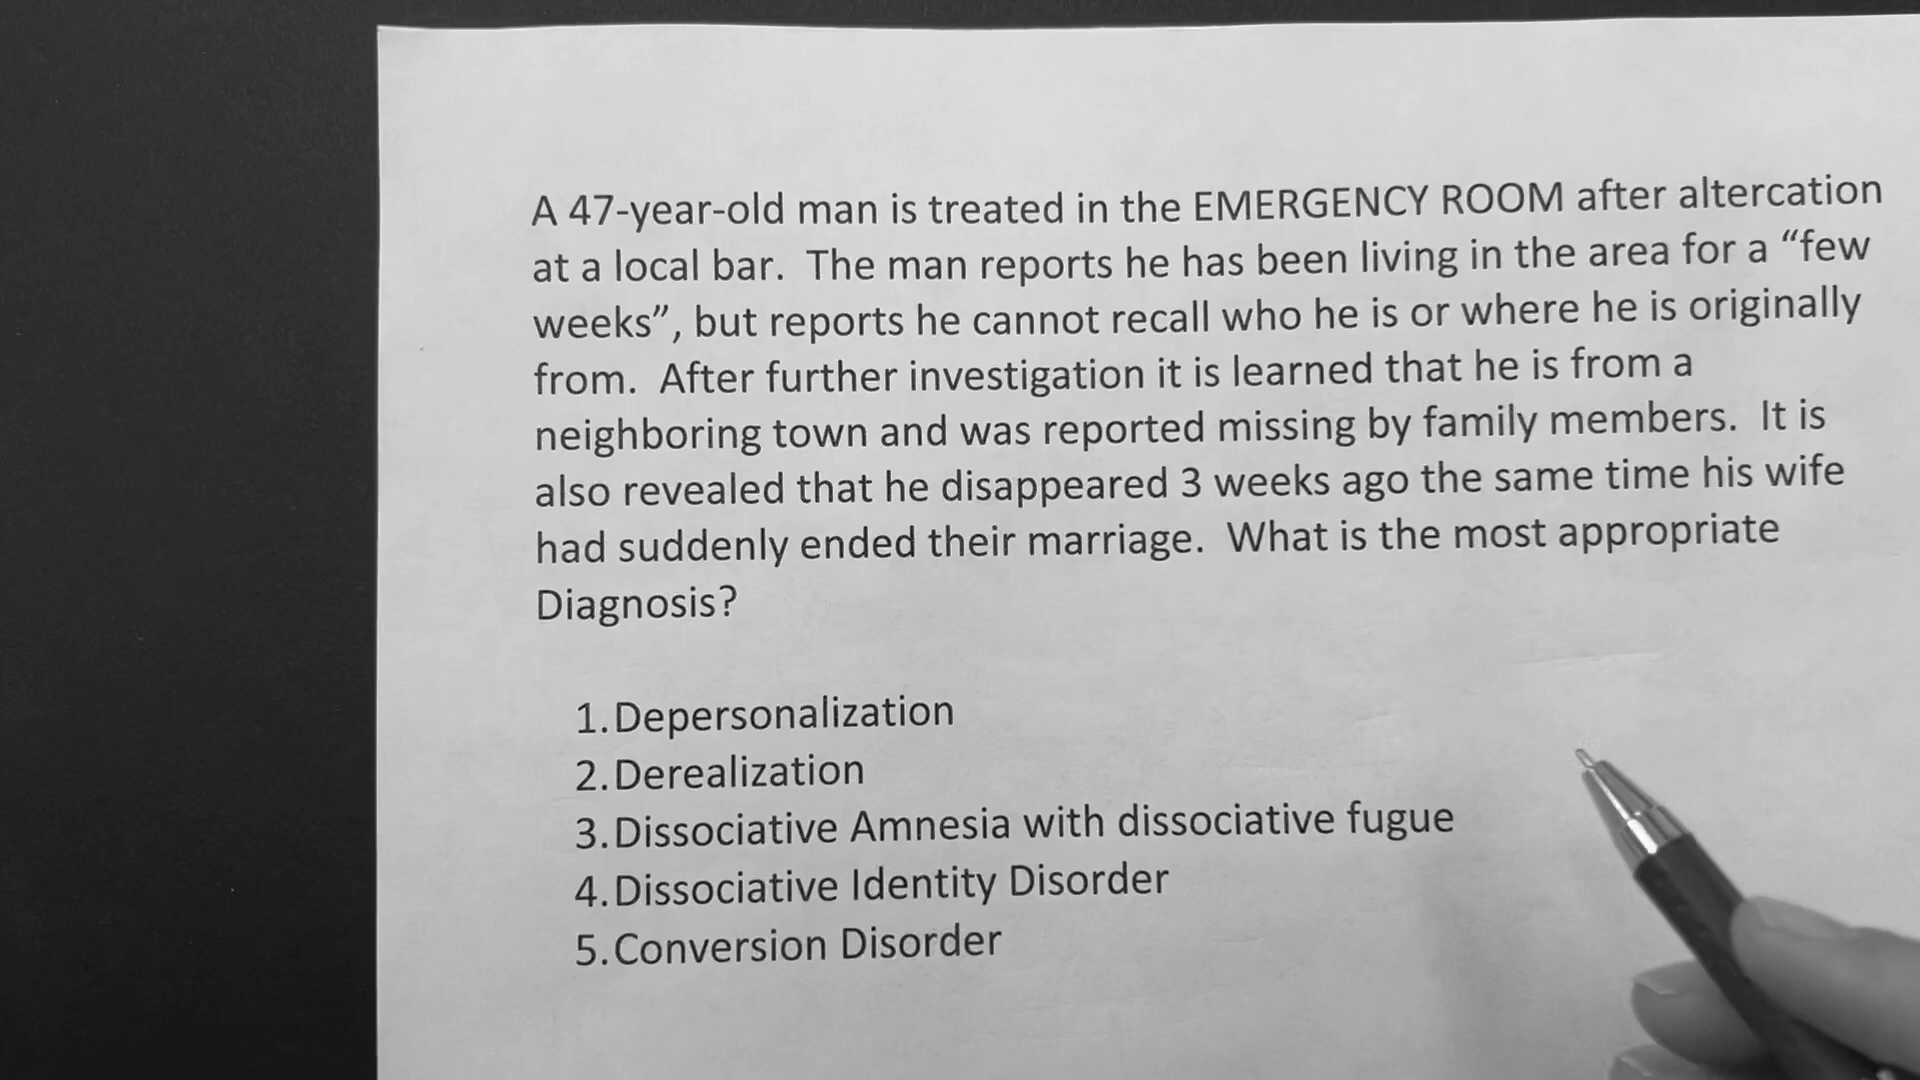 A 47-year-old man is treated in the EMERGENCY ROOM after altercation
at a local bar.  The man reports he has been living in the area for a “few
weeks”, but reports he cannot recall who he is or where he is originally
from.  After further investigation it is learned that he is from a
neighboring town and was reported missing by family members.  It is
also revealed that he disappeared 3 weeks ago the same time his wife
had suddenly ended their marriage.  What is the most appropriate
Diagnosis?
1. Depersonalization
2. Derealization
3. Dissociative Amnesia with dissociative fugue
4. Dissociative Identity Disorder
5. Conversion Disorder